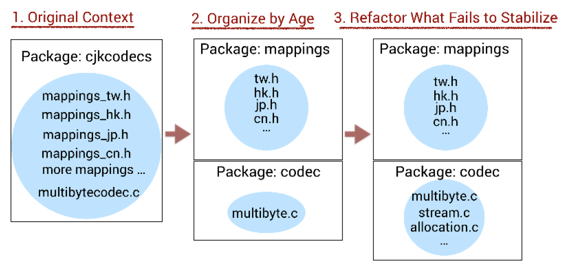 1. Original Context
Package: cjkcodecs
mappings_tw.h
mappings_hk.h
mappings_jp.h
mappings_cn.h
more mappings ...
multibytecodec.c
2. Organize by Age
Package: mappings
tw.h
hk.h
jp.h
cn.h
...
Package: codec
multibyte.c
3. Refactor What Fails to Stabilize
Package: mappings
tw.h
hk.h
jp.h
cn.h
...
Package: codec
multibyte.c
stream.c
allocation.c
...